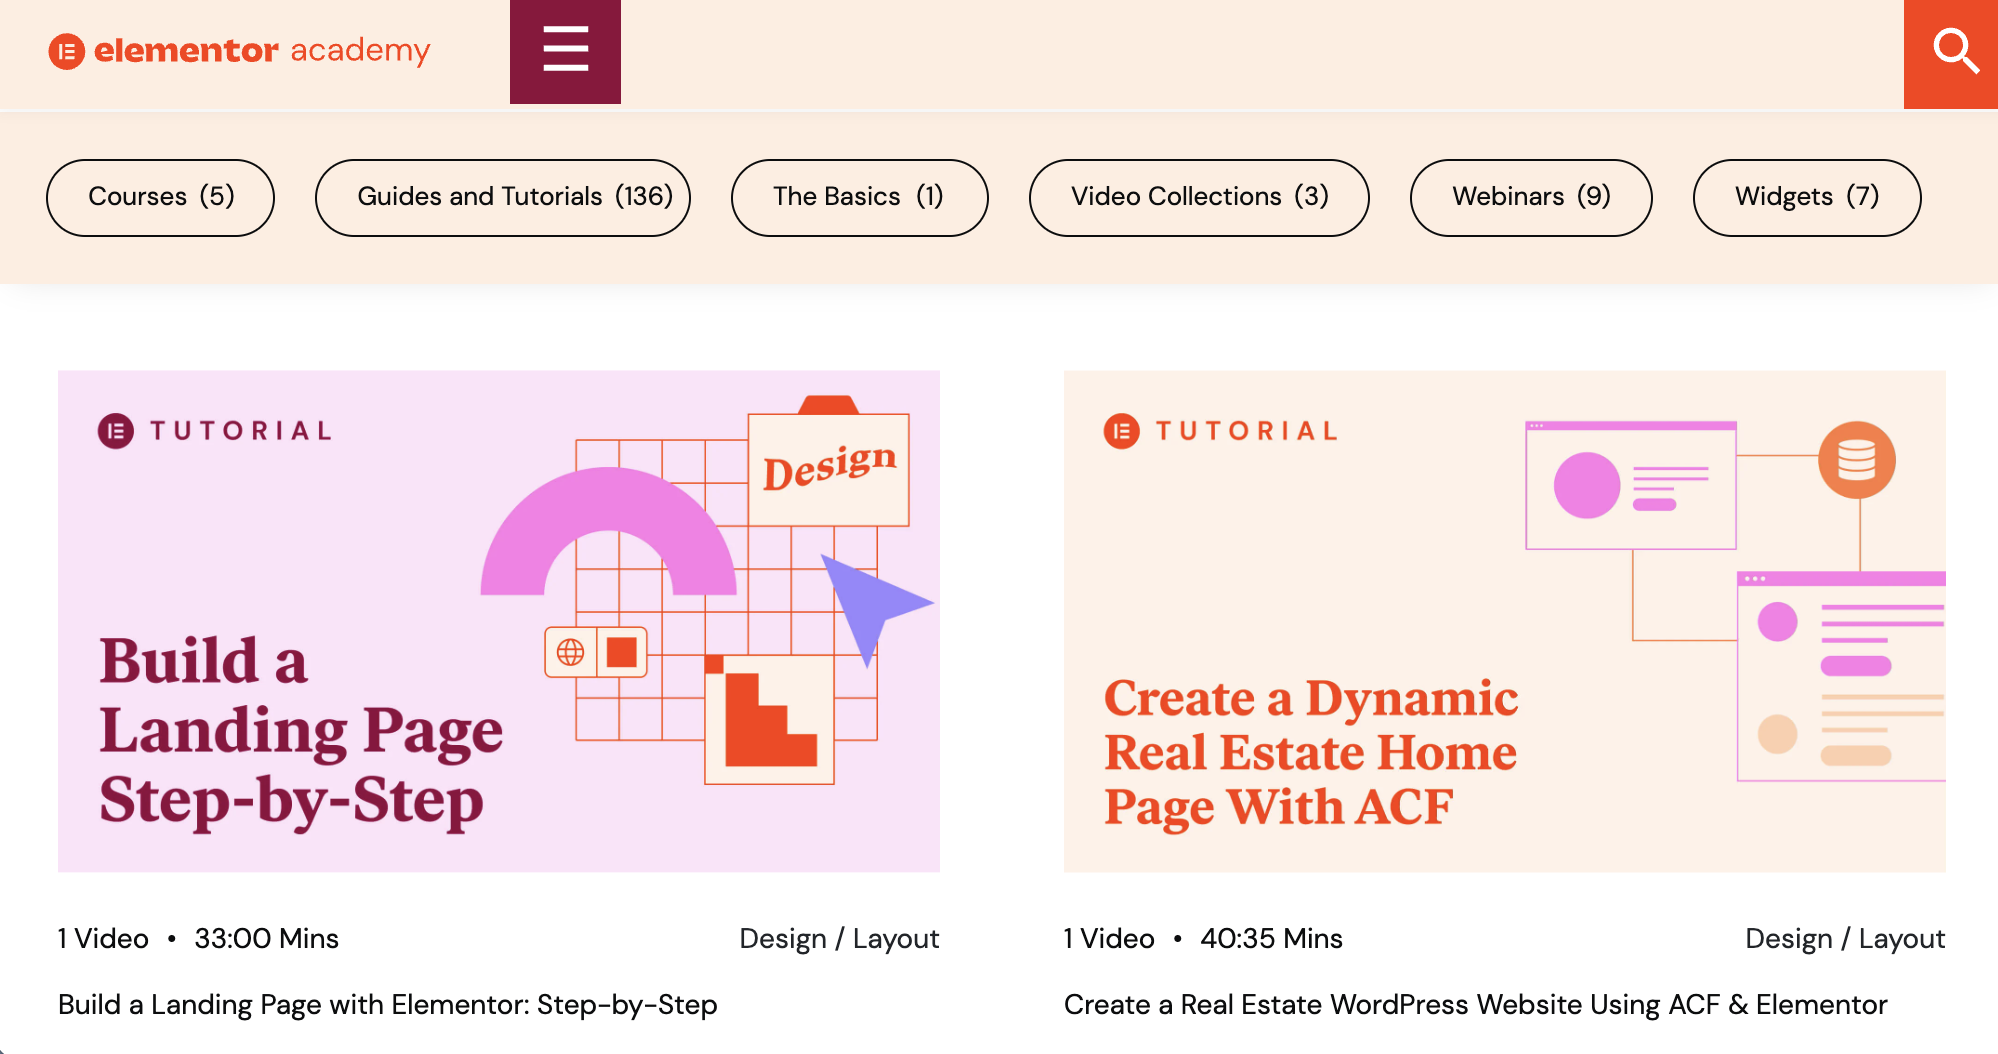 elementor academy
Courses (5)
Guides and Tutorials (136)
The Basics (1)
Video Collections (3)
Webinars (9)
Widgets (7)
TUTORIAL
Design
Build a
Landing Page
Step-by-Step
1 Video • 33:00 Mins
Design / Layout
Build a Landing Page with Elementor: Step-by-Step
TUTORIAL
Create a Dynamic
Real Estate Home
Page With ACF
1 Video • 40:35 Mins
Design / Layout
Create a Real Estate WordPress Website Using ACF & Elementor